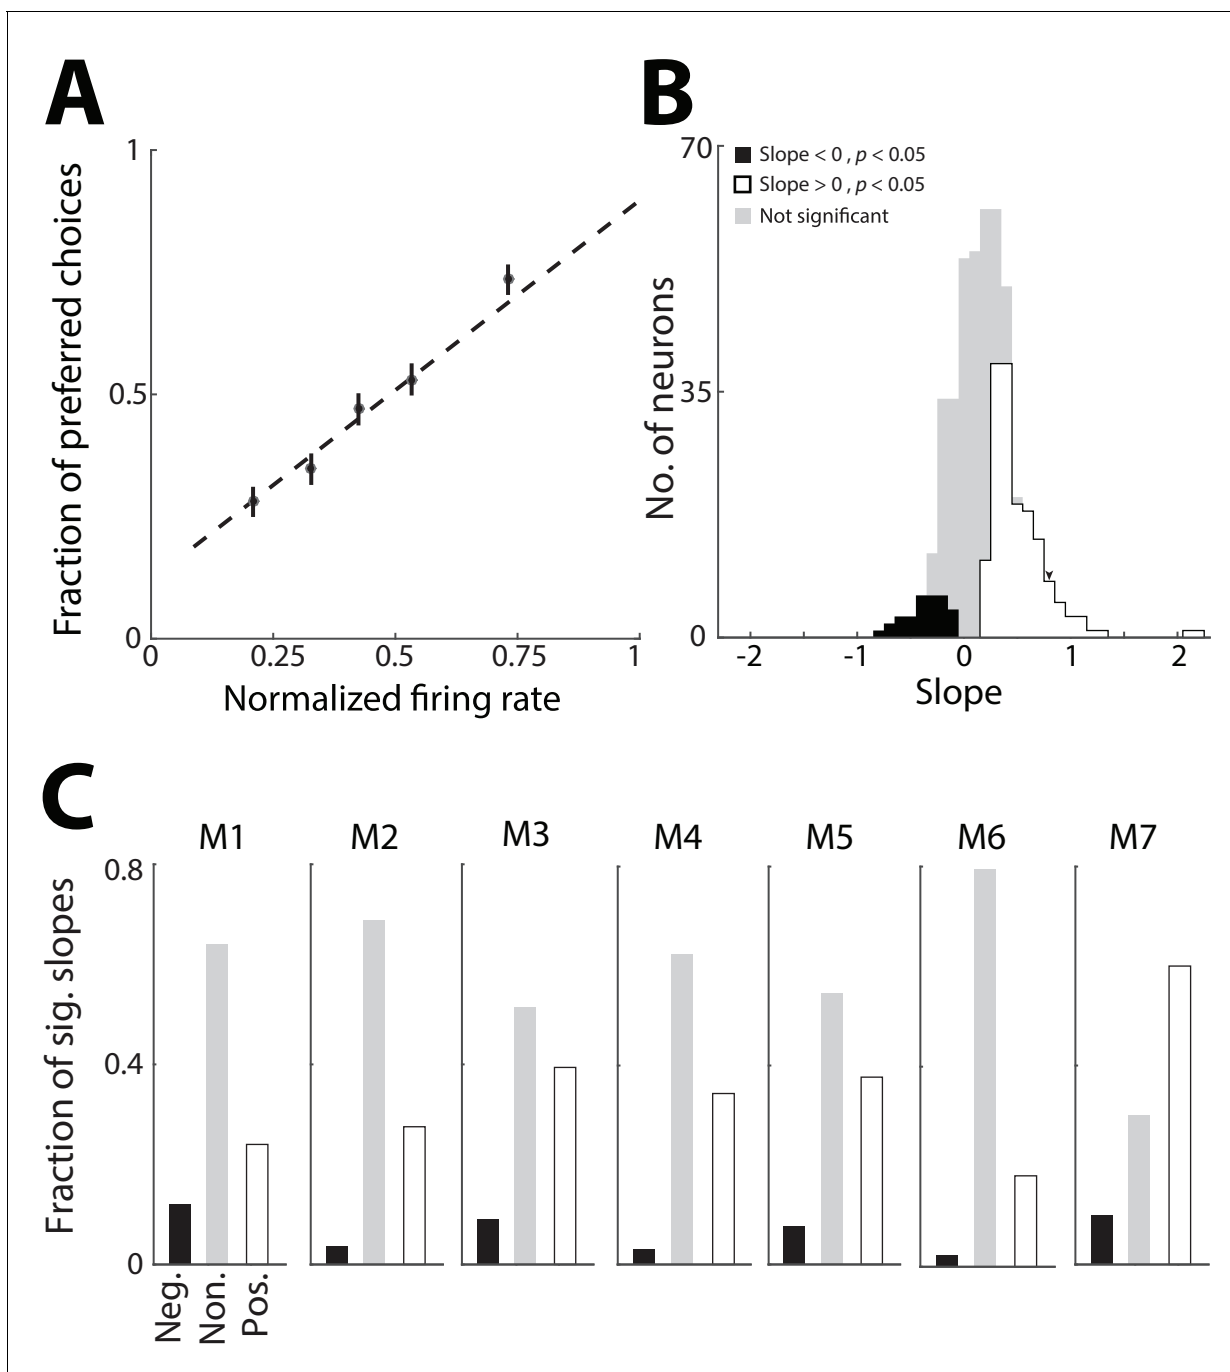 A
B
1
0.5
0
Fraction of preferred choices
0
0.25
0.5
0.75
1
Normalized firing rate
70
35
0
No. of neurons
Slope < 0 , p < 0.05
Slope > 0 , p < 0.05
Not significant
-2
-1
0
1
2
Slope
C
M1
M2
M3
M4
M5
M6
M7
0.8
0.4
0
Fraction of sig. slopes
Neg.
Non.
Pos.